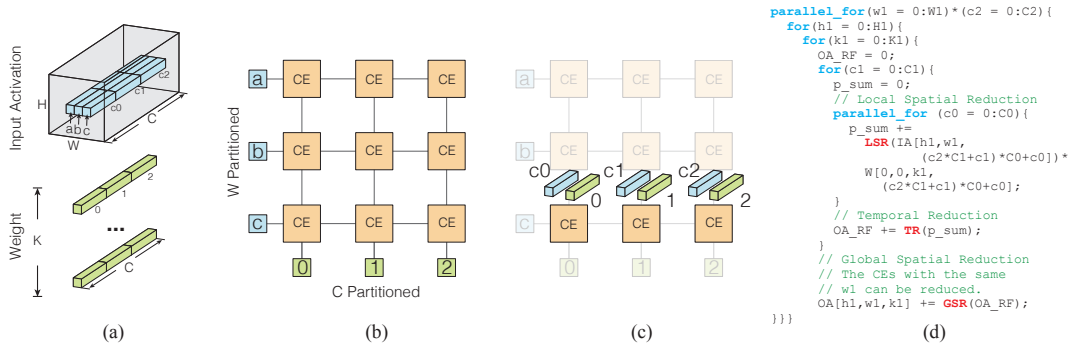 Input Activation
H
W
C
a b c
c0
c1
c2
Weight
K
0
1
2
...
C
(a)
W Partitioned
a
CE
CE
CE
b
CE
CE
CE
c
CE
CE
CE
0
1
2
C Partitioned
(b)
a
CE
CE
CE
b
CE
CE
CE
c0
0
c1
1
c2
2
c
CE
CE
CE
0
1
2
(c)
parallel_for(w1 = 0:W1)*(c2 = 0:C2){
for(h1 = 0:H1){
for(k1 = 0:K1){
OA_RF = 0;
for(c1 = 0:C1){
p_sum = 0;
// Local Spatial Reduction
parallel_for (c0 = 0:C0){
p_sum +=
LSR(IA[h1,w1,
(c2*C1+c1)*C0+c0])*
W[0,0,k1,
(c2*C1+c1)*C0+c0];
}
// Temporal Reduction
OA_RF += TR(p_sum);
}
// Global Spatial Reduction
// The CEs with the same
// w1 can be reduced.
OA[h1,w1,k1] += GSR(OA_RF);
}}}
(d)